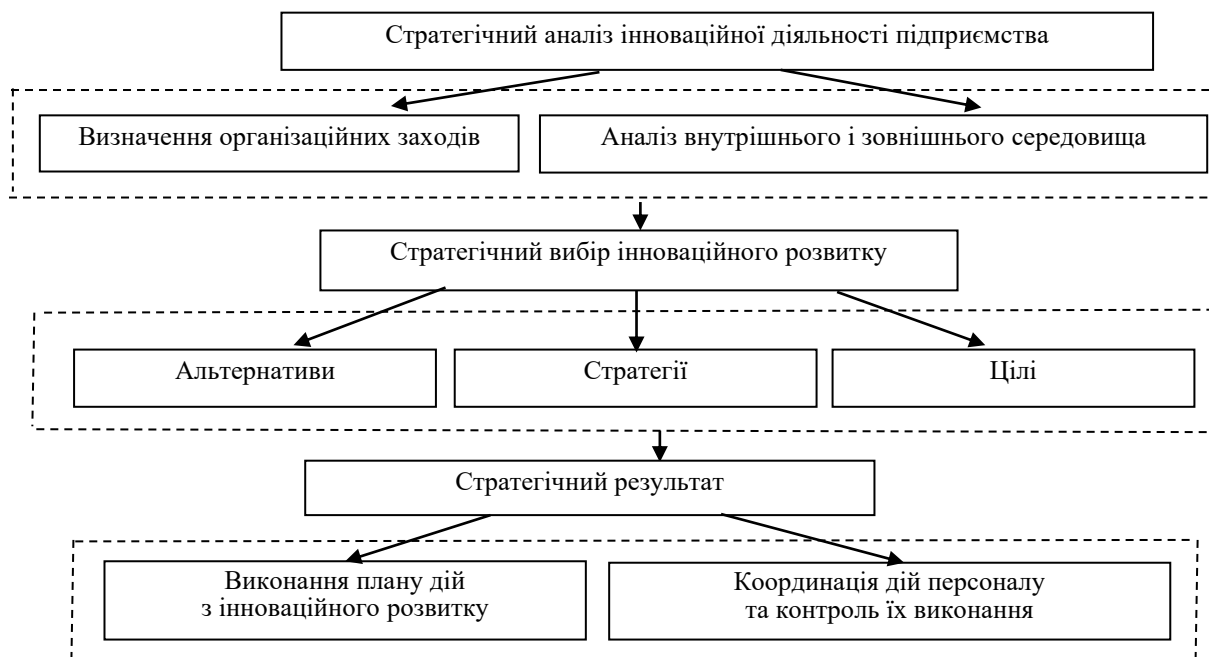 Стратегічний аналіз інноваційної діяльності підприємства
Визначення організаційних заходів
Аналіз внутрішнього і зовнішнього середовища
Стратегічний вибір інноваційного розвитку
Альтернативи
Стратегії
Цілі
Стратегічний результат
Виконання плану дій
з інноваційного розвитку
Координація дій персоналу
та контроль їх виконання